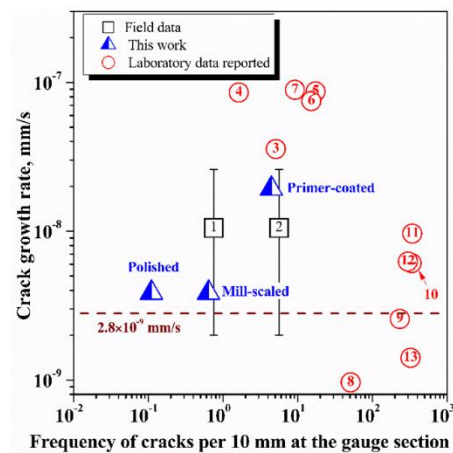 Field data
This work
Laboratory data reported
10⁻⁷
10⁻⁸
10⁻⁹
Crack growth rate, mm/s
4
7
5
6
3
Primer-coated
1
2
11
Polished
12
Mill-scaled
10
2.8×10⁻⁹ mm/s
9
13
8
10⁻² 10⁻¹ 10⁰ 10¹ 10² 10³
Frequency of cracks per 10 mm at the gauge section